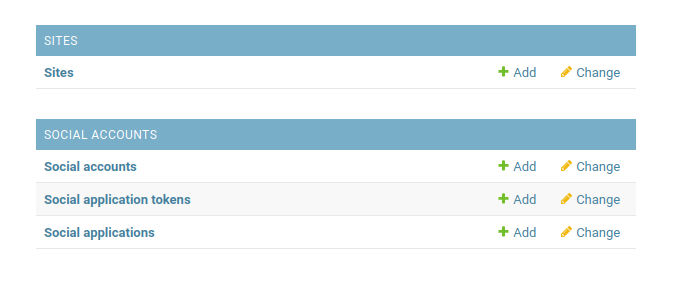 SITES
Sites Add Change
SOCIAL ACCOUNTS
Social accounts Add Change
Social application tokens Add Change
Social applications Add Change